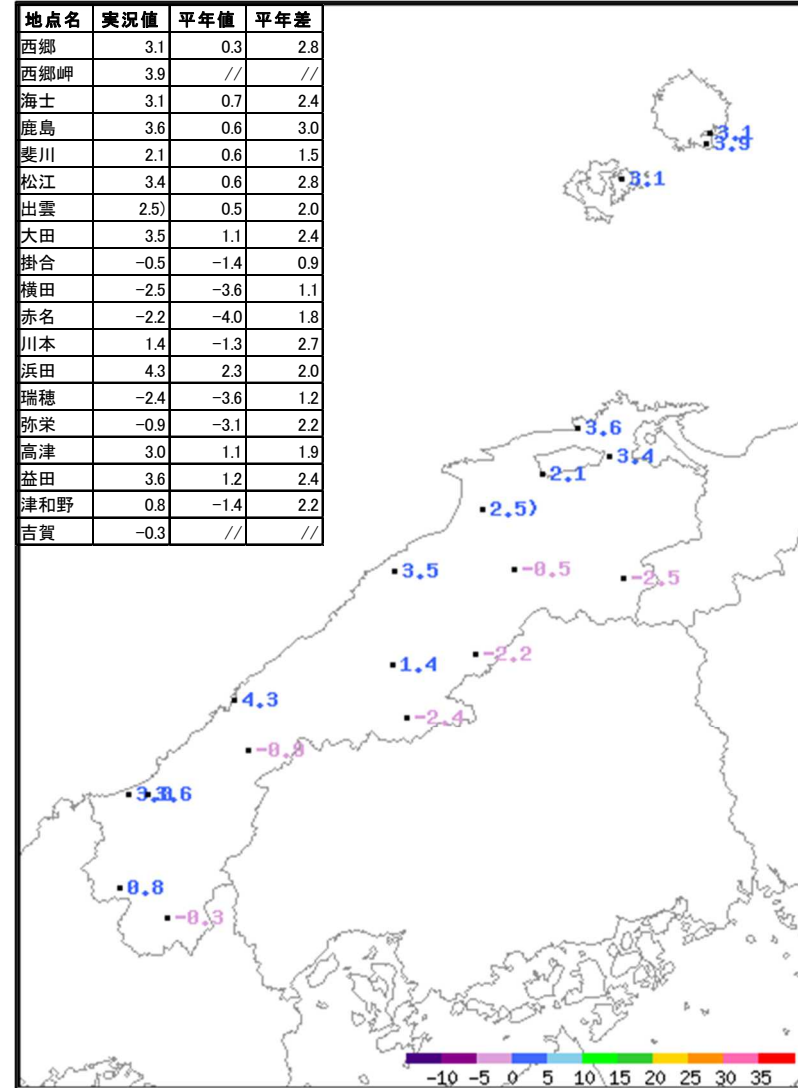 地点名 実況値 平年値 平年差
西郷 3.1 0.3 2.8
西郷岬 3.9 // //
海士 3.1 0.7 2.4
鹿島 3.6 0.6 3.0
斐川 2.1 0.6 1.5
松江 3.4 0.6 2.8
出雲 2.5) 0.5 2.0
大田 3.5 1.1 2.4
掛合 -0.5 -1.4 0.9
横田 -2.5 -3.6 1.1
赤名 -2.2 -4.0 1.8
川本 1.4 -1.3 2.7
浜田 4.3 2.3 2.0
瑞穂 -2.4 -3.6 1.2
弥栄 -0.9 -3.1 2.2
高津 3.0 1.1 1.9
益田 3.6 1.2 2.4
津和野 0.8 -1.4 2.2
吉賀 -0.3 // //
3.1
3.9
3.1
3.6
3.4
2.1
2.5)
3.5
-0.5
-2.5
-2.2
1.4
4.3
-2.4
-0.9
3.0 3.6
0.8
-0.3
-10 -5 0 5 10 15 20 25 30 35